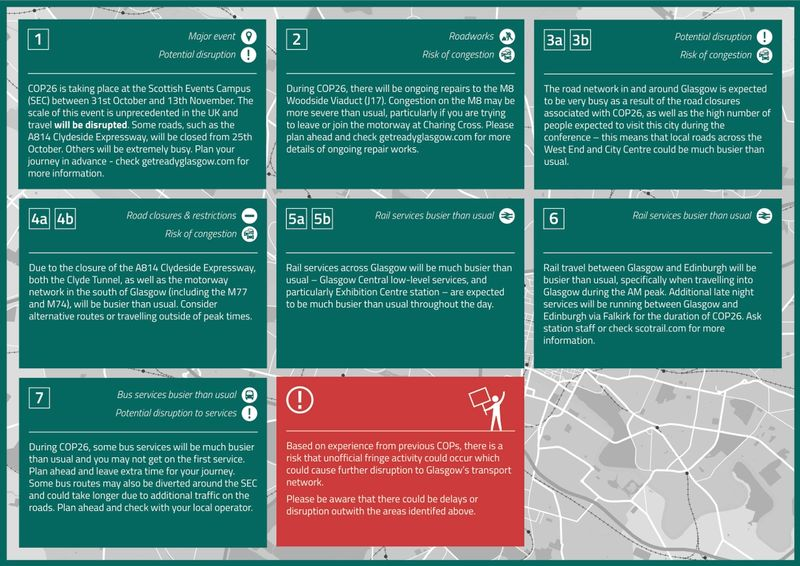 1
Major event
Potential disruption
COP26 is taking place at the Scottish Events Campus
(SEC) between 31st October and 13th November. The
scale of this event is unprecedented in the UK and
travel will be disrupted. Some roads, such as the
A814 Clydeside Expressway, will be closed from 25th
October. Others will be extremely busy. Plan your
journey in advance - check getreadyglasgow.com for
more information.
2
Roadworks
Risk of congestion
During COP26, there will be ongoing repairs to the M8
Woodside Viaduct (J17). Congestion on the M8 may be
more severe than usual, particularly if you are trying
to leave or join the motorway at Charing Cross. Please
plan ahead and check getreadyglasgow.com for more
details of ongoing repair works.
3a 3b
Potential disruption
Risk of congestion
The road network in and around Glasgow is expected
to be very busy as a result of the road closures
associated with COP26, as well as the high number of
people expected to visit this city during the
conference – this means that local roads across the
West End and City Centre could be much busier than
usual.
4a 4b
Road closures & restrictions
Risk of congestion
Due to the closure of the A814 Clydeside Expressway,
both the Clyde Tunnel, as well as the motorway
network in the south of Glasgow (including the M77
and M74), will be busier than usual. Consider
alternative routes or travelling outside of peak times.
5a 5b
Rail services busier than usual
Rail services across Glasgow will be much busier than
usual – Glasgow Central low-level services, and
particularly Exhibition Centre station – are expected
to be much busier than usual throughout the day.
6
Rail services busier than usual
Rail travel between Glasgow and Edinburgh will be
busier than usual, specifically when travelling into
Glasgow during the AM peak. Additional late night
services will be running between Glasgow and
Edinburgh via Falkirk for the duration of COP26. Ask
station staff or check scotrail.com for more
information.
7
Bus services busier than usual
Potential disruption to services
During COP26, some bus services will be much busier
than usual and you may not get on the first service.
Plan ahead and leave extra time for your journey.
Some bus routes may also be diverted around the SEC
and could take longer due to additional traffic on the
roads. Plan ahead and check with your local operator.
Based on experience from previous COPs, there is a
risk that unofficial fringe activity could occur which
could cause further disruption to Glasgow's transport
network.
Please be aware that there could be delays or
disruption outwith the areas identifed above.